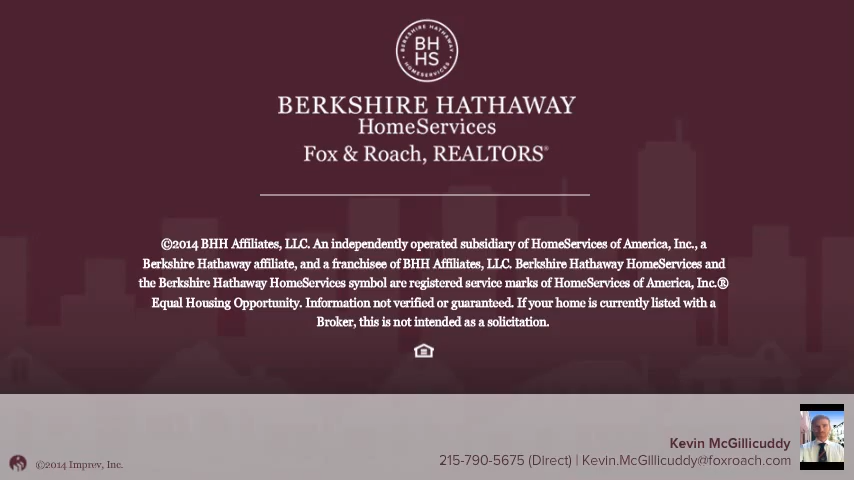 BERKSHIRE HATHAWAY
BH
HS
HOMESERVICES
BERKSHIRE HATHAWAY
HomeServices
Fox & Roach, REALTORS®
©2014 BHH Affiliates, LLC. An independently operated subsidiary of HomeServices of America, Inc., a
Berkshire Hathaway affiliate, and a franchisee of BHH Affiliates, LLC. Berkshire Hathaway HomeServices and
the Berkshire Hathaway HomeServices symbol are registered service marks of HomeServices of America, Inc.®
Equal Housing Opportunity. Information not verified or guaranteed. If your home is currently listed with a
Broker, this is not intended as a solicitation.
Kevin McGillicuddy
215-790-5675 (Direct) | Kevin.McGillicuddy@foxroach.com
©2014 Imprev, Inc.